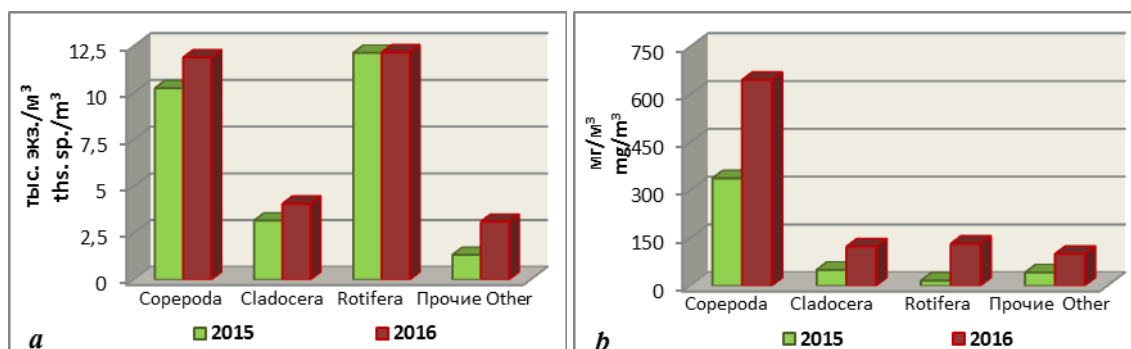 тыс. экз./м³
ths. sp./m³
12,5
10
7,5
5
2,5
0
Copepoda Cladocera Rotifera Прочие Other
2015 2016
a
мг/м³
mg/m³
750
600
450
300
150
0
Copepoda Cladocera Rotifera Прочие Other
2015 2016
b